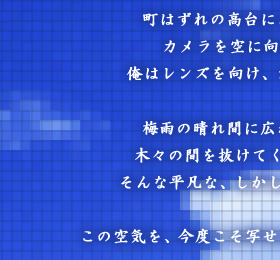 町はずれの高台に
カメラを空に向
俺はレンズを向け、
梅雨の晴れ間に広
木々の間を抜けてく
そんな平凡な、しかし
この空気を、今度こそ写せ